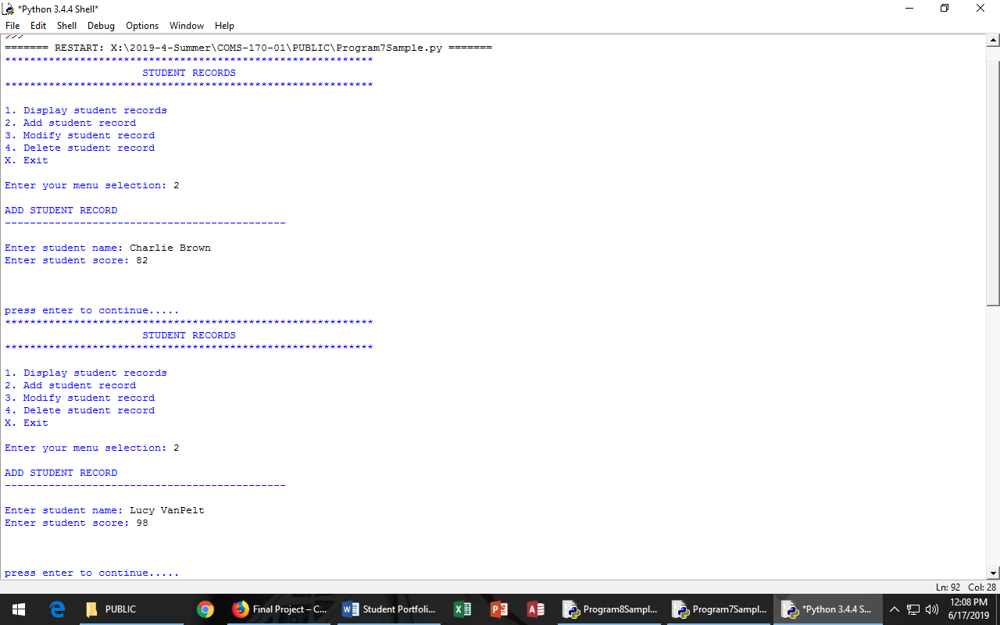 *Python 3.4.4 Shell*
File Edit Shell Debug Options Window Help
>>>
======= RESTART: X:\2019-4-Summer\COMS-170-01\PUBLIC\Program7Sample.py =======
***********************************************************
STUDENT RECORDS
***********************************************************
1. Display student records
2. Add student record
3. Modify student record
4. Delete student record
X. Exit
Enter your menu selection: 2
ADD STUDENT RECORD
---------------------------------------------
Enter student name: Charlie Brown
Enter student score: 82
press enter to continue.....
***********************************************************
STUDENT RECORDS
***********************************************************
1. Display student records
2. Add student record
3. Modify student record
4. Delete student record
X. Exit
Enter your menu selection: 2
ADD STUDENT RECORD
---------------------------------------------
Enter student name: Lucy VanPelt
Enter student score: 98
press enter to continue.....
Ln: 92 Col: 28
PUBLIC
Final Project – C...
Student Portfolio...
Program8Sampl...
Program7Sampl...
*Python 3.4.4 S...
12:08 PM
6/17/2019